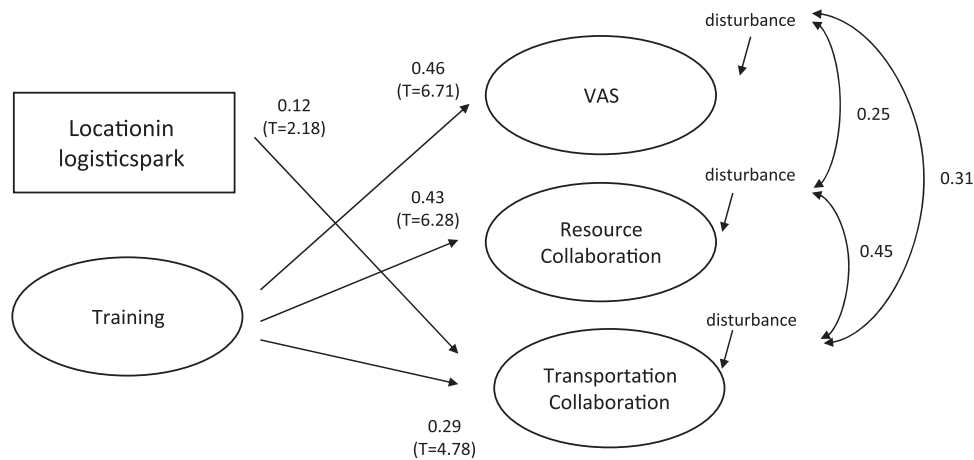 disturbance
0.46
(T=6.71)
VAS
0.12
(T=2.18)
Locationin
logisticspark
0.25
disturbance
0.31
0.43
(T=6.28)
Resource
Collaboration
0.45
Training
disturbance
Transportation
Collaboration
0.29
(T=4.78)